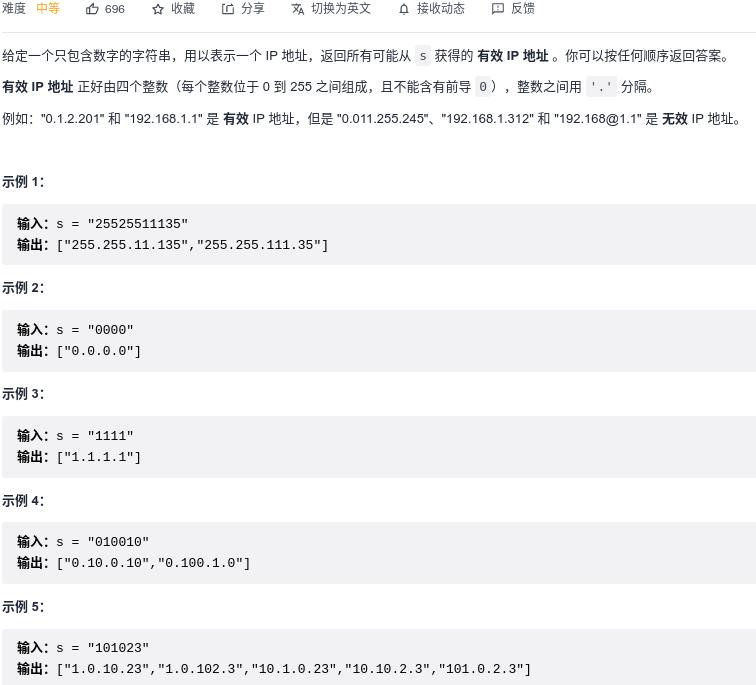 难度 中等 696 收藏 分享 切换为英文 接收动态 反馈
给定一个只包含数字的字符串，用以表示一个 IP 地址，返回所有可能从 s 获得的 有效 IP 地址 。你可以按任何顺序返回答案。
有效 IP 地址 正好由四个整数（每个整数位于 0 到 255 之间组成，且不能含有前导 0 ），整数之间用 '.' 分隔。
例如："0.1.2.201" 和 "192.168.1.1" 是 有效 IP 地址，但是 "0.011.255.245"、"192.168.1.312" 和 "192.168@1.1" 是 无效 IP 地址。
示例 1：
输入：s = "25525511135"
输出：["255.255.11.135","255.255.111.35"]
示例 2：
输入：s = "0000"
输出：["0.0.0.0"]
示例 3：
输入：s = "1111"
输出：["1.1.1.1"]
示例 4：
输入：s = "010010"
输出：["0.10.0.10","0.100.1.0"]
示例 5：
输入：s = "101023"
输出：["1.0.10.23","1.0.102.3","10.1.0.23","10.10.2.3","101.0.2.3"]